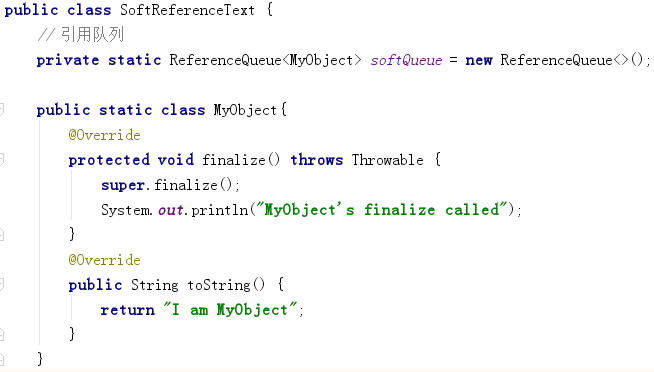 public class SoftReferenceText {
    // 引用队列
    private static ReferenceQueue<MyObject> softQueue = new ReferenceQueue<>();

    public static class MyObject{
        @Override
        protected void finalize() throws Throwable {
            super.finalize();
            System.out.println("MyObject's finalize called");
        }
        @Override
        public String toString() {
            return "I am MyObject";
        }
    }